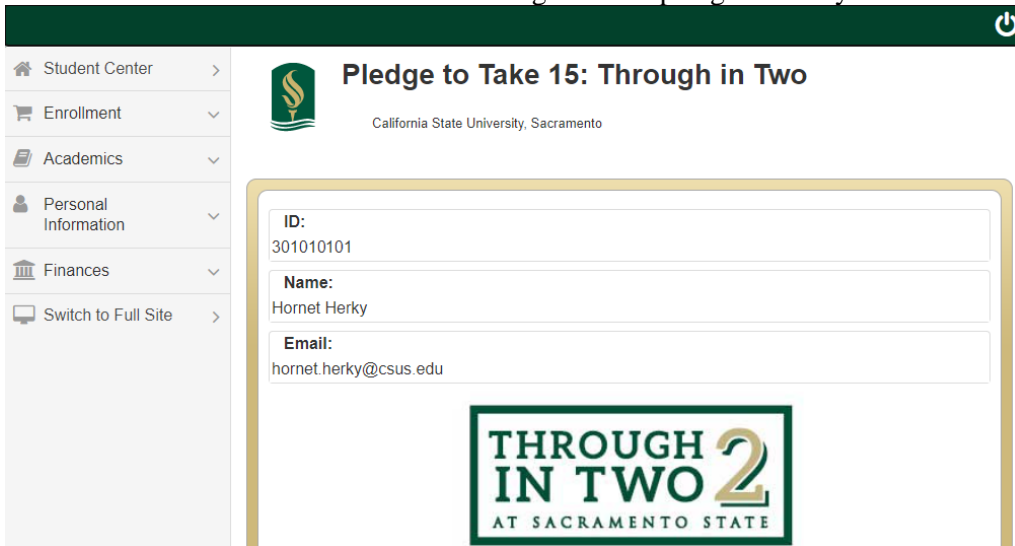 Student Center
Enrollment
Academics
Personal
Information
Finances
Switch to Full Site
Pledge to Take 15: Through in Two
California State University, Sacramento
ID:
301010101
Name:
Hornet Herky
Email:
hornet.herky@csus.edu
THROUGH
IN TWO 2
AT SACRAMENTO STATE